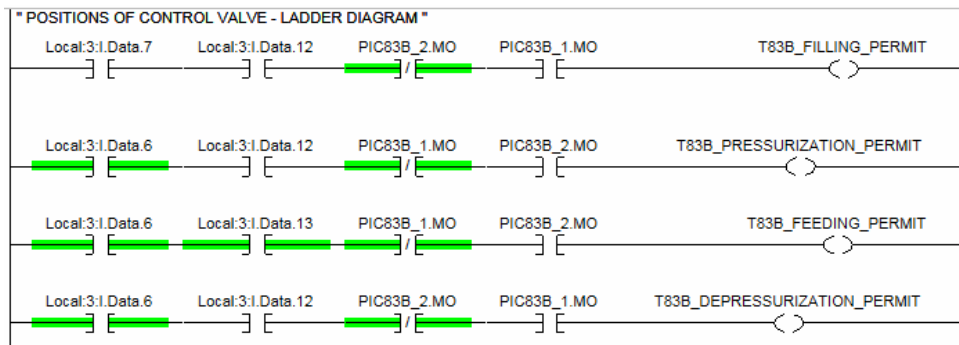 " POSITIONS OF CONTROL VALVE - LADDER DIAGRAM "
Local:3:I.Data.7 Local:3:I.Data.12 PIC83B_2.MO PIC83B_1.MO T83B_FILLING_PERMIT
Local:3:I.Data.6 Local:3:I.Data.12 PIC83B_1.MO PIC83B_2.MO T83B_PRESSURIZATION_PERMIT
Local:3:I.Data.6 Local:3:I.Data.13 PIC83B_1.MO PIC83B_2.MO T83B_FEEDING_PERMIT
Local:3:I.Data.6 Local:3:I.Data.12 PIC83B_2.MO PIC83B_1.MO T83B_DEPRESSURIZATION_PERMIT